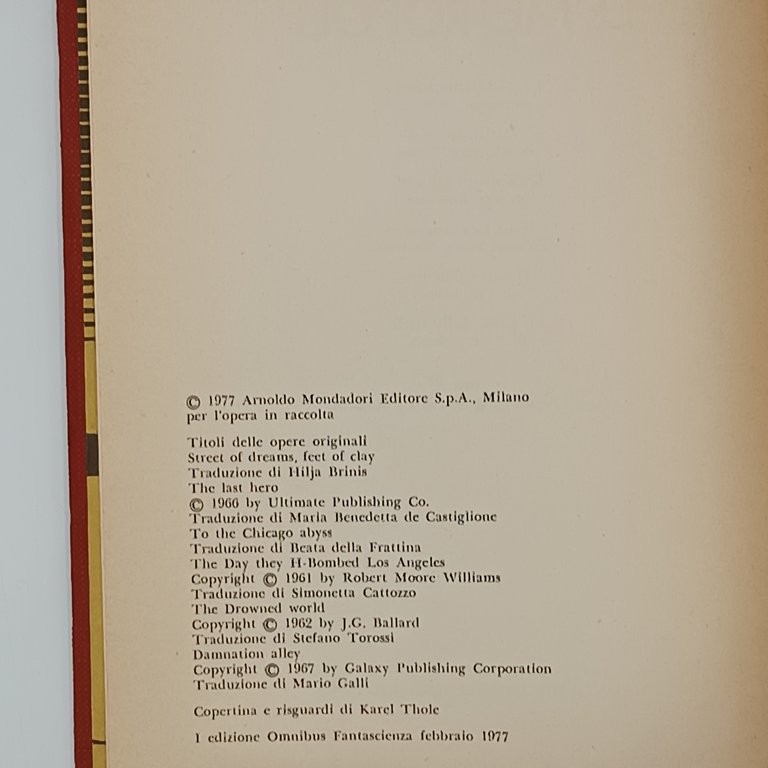 © 1977 Arnoldo Mondadori Editore S.p.A., Milano
per l'opera in raccolta
Titoli delle opere originali
Street of dreams, feet of clay
Traduzione di Hilja Brinis
The last hero
© 1966 by Ultimate Publishing Co.
Traduzione di Maria Benedetta de Castiglione
To the Chicago abyss
Traduzione di Beata della Frattina
The Day they H-Bombed Los Angeles
Copyright © 1961 by Robert Moore Williams
Traduzione di Simonetta Cattozzo
The Drowned world
Copyright © 1962 by J.G. Ballard
Traduzione di Stefano Torossi
Damnation alley
Copyright © 1967 by Galaxy Publishing Corporation
Traduzione di Mario Galli
Copertina e risguardi di Karel Thole
I edizione Omnibus Fantascienza febbraio 1977